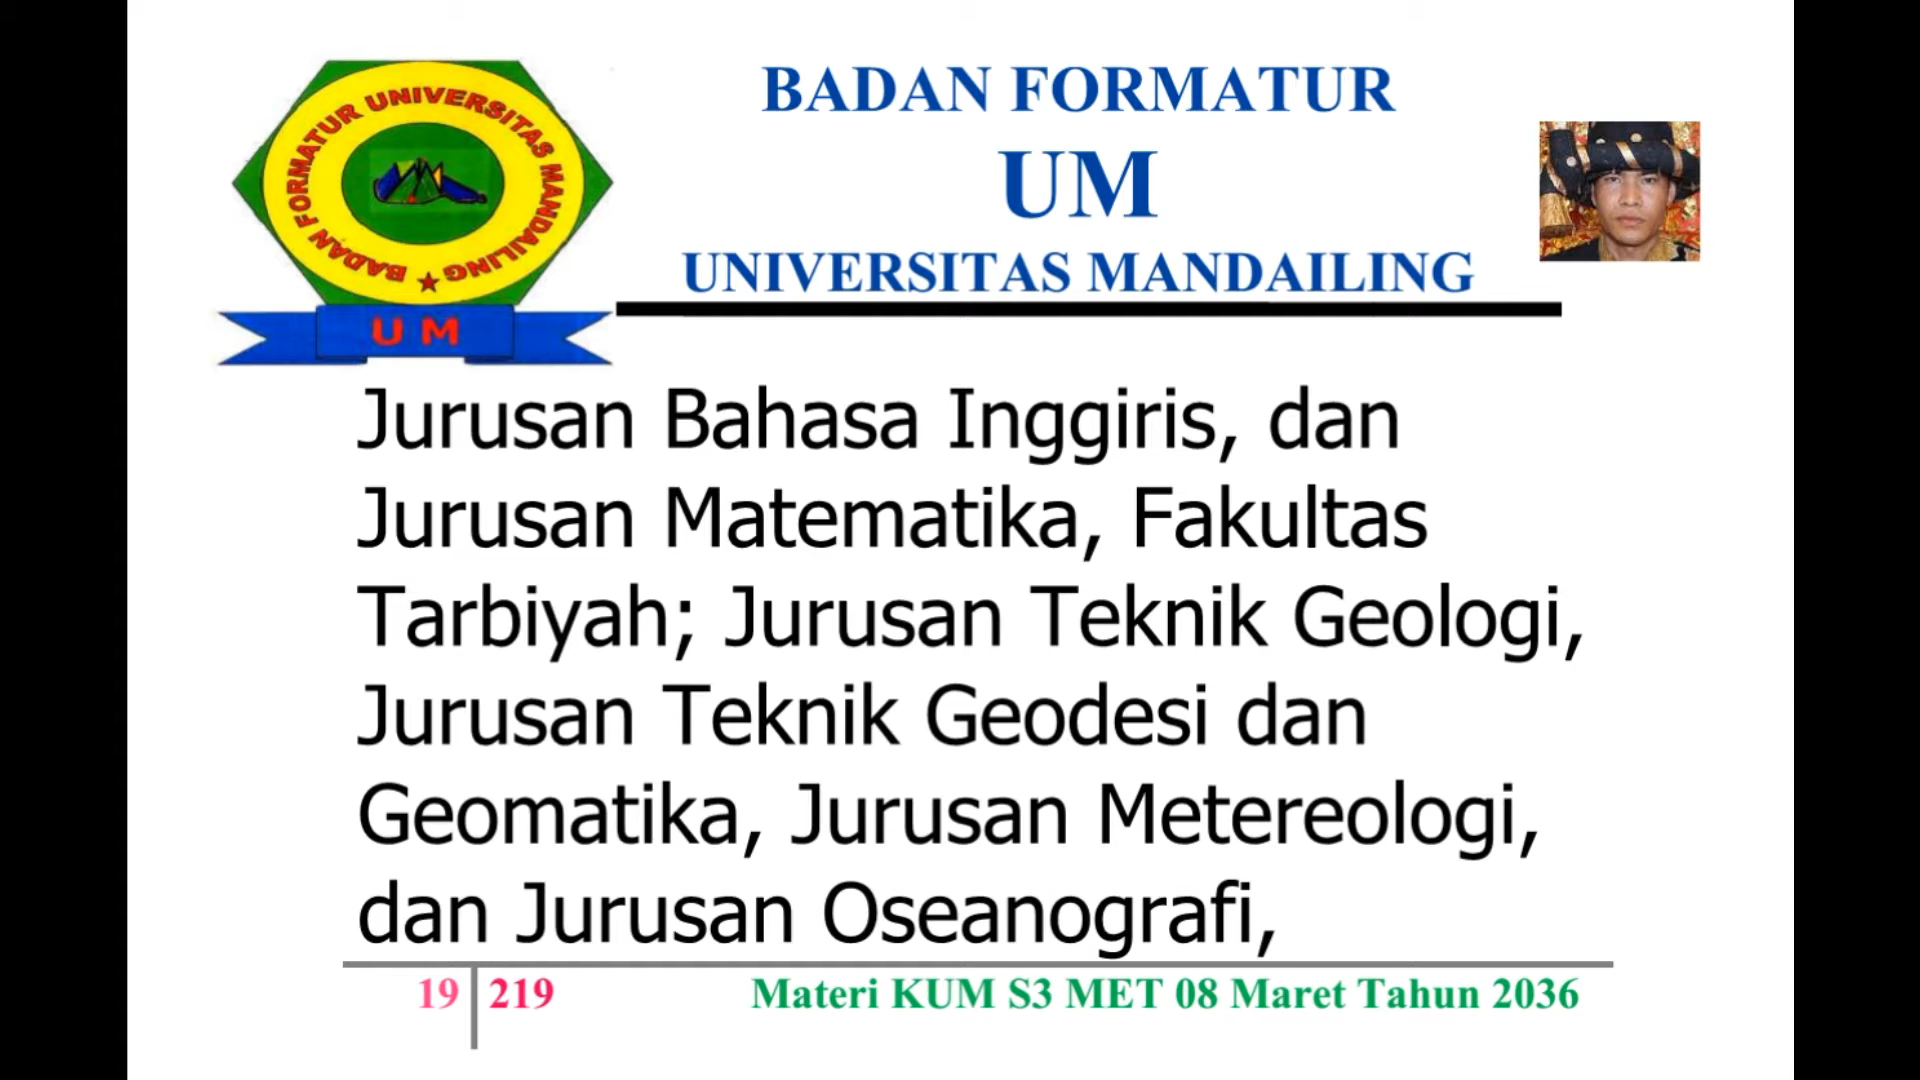 BADAN FORMATUR UNIVERSITAS MANDAILING
U M
BADAN FORMATUR
UM
UNIVERSITAS MANDAILING
Jurusan Bahasa Inggiris, dan
Jurusan Matematika, Fakultas
Tarbiyah; Jurusan Teknik Geologi,
Jurusan Teknik Geodesi dan
Geomatika, Jurusan Metereologi,
dan Jurusan Oseanografi,
19 219 Materi KUM S3 MET 08 Maret Tahun 2036